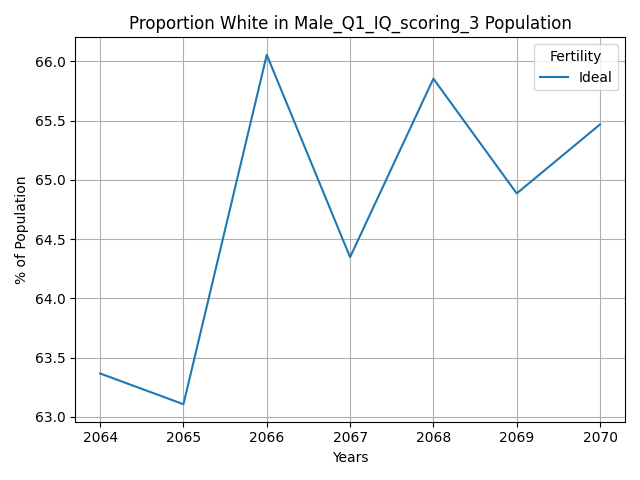 Proportion White in Male_Q1_IQ_scoring_3 Population
Fertility
Ideal
% of Population
66.0
65.5
65.0
64.5
64.0
63.5
63.0
2064 2065 2066 2067 2068 2069 2070
Years